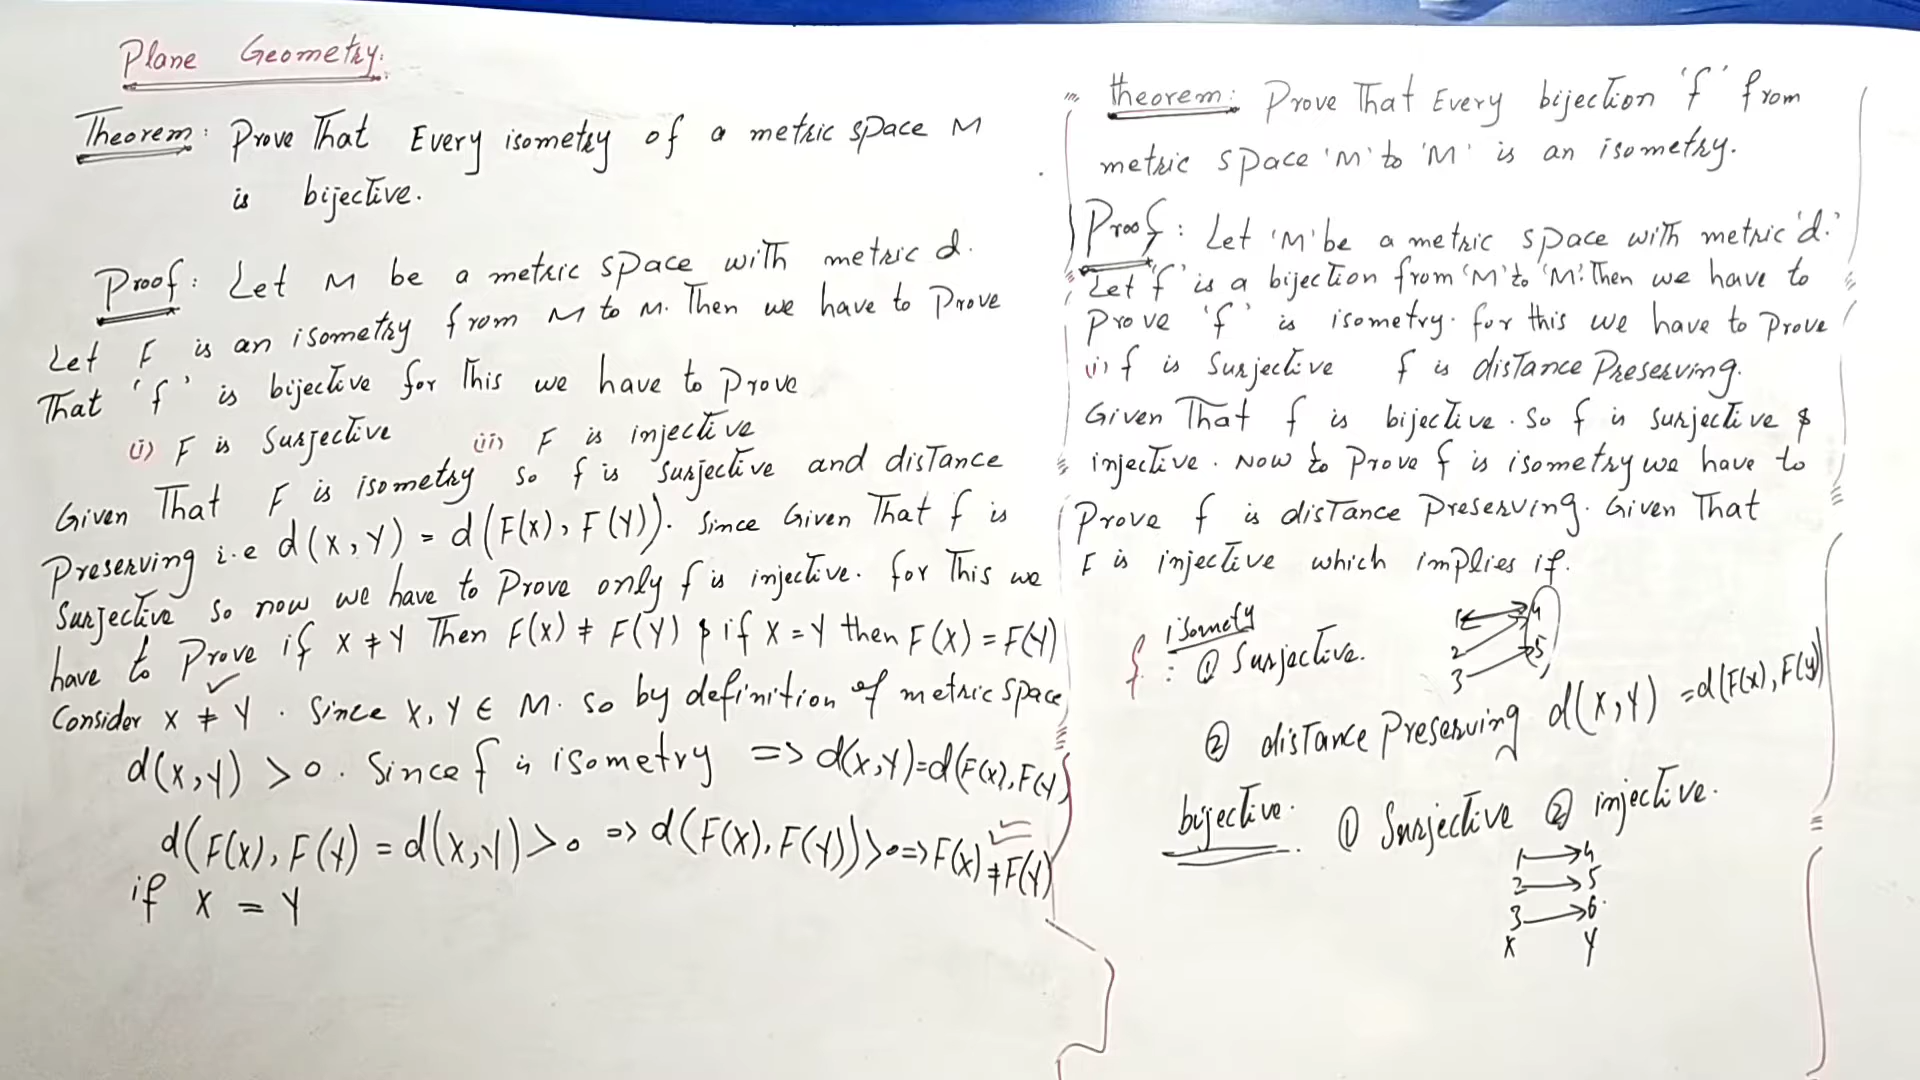 Plane Geometry.
Theorem: Prove That Every isometry of a metric space M
is bijective.
Proof: Let M be a metric space with metric d.
Let F is an isometry from M to M. Then we have to Prove
That 'f' is bijective for This we have to prove
(i) F is Surjective (ii) F is injective
Given That F is isometry so f is surjective and distance
Preserving i.e d(x,y) = d(F(x), F(y)). Since Given That f is
Surjective so now we have to prove only f is injective. for This we
have to Prove if x ≠ y Then F(x) ≠ F(y) & if x = y then F(x) = F(y)
Consider x ≠ y. Since x, y ∈ M. so by definition of metric space
d(x,y) > 0. Since f is isometry => d(x,y)=d(F(x),F(y)
d(F(x), F(y) = d(x,y) > 0 => d(F(x), F(y)) > 0 => F(x) ≠ F(y)
if x = y
theorem: Prove That Every bijection 'f' from
metric space 'M' to 'M' is an isometry.
Proof: Let 'M' be a metric space with metric 'd.'
Let 'f' is a bijection from 'M' to 'M'. Then we have to
prove 'f' is isometry. for this we have to prove
(i) f is Surjective f is distance Preserving.
Given That f is bijective. So f is surjective &
injective. Now to prove f is isometry we have to
Prove f is distance Preserving. Given That
F is injective which implies if.
isomety
f : ① Surjective.
1 4
2
3 5
② distance Preserving d(x,y) = d(F(x), F(y))
bijective. ① Surjective ② injective.
1 → 4
2 → 5
3 → 6
X Y